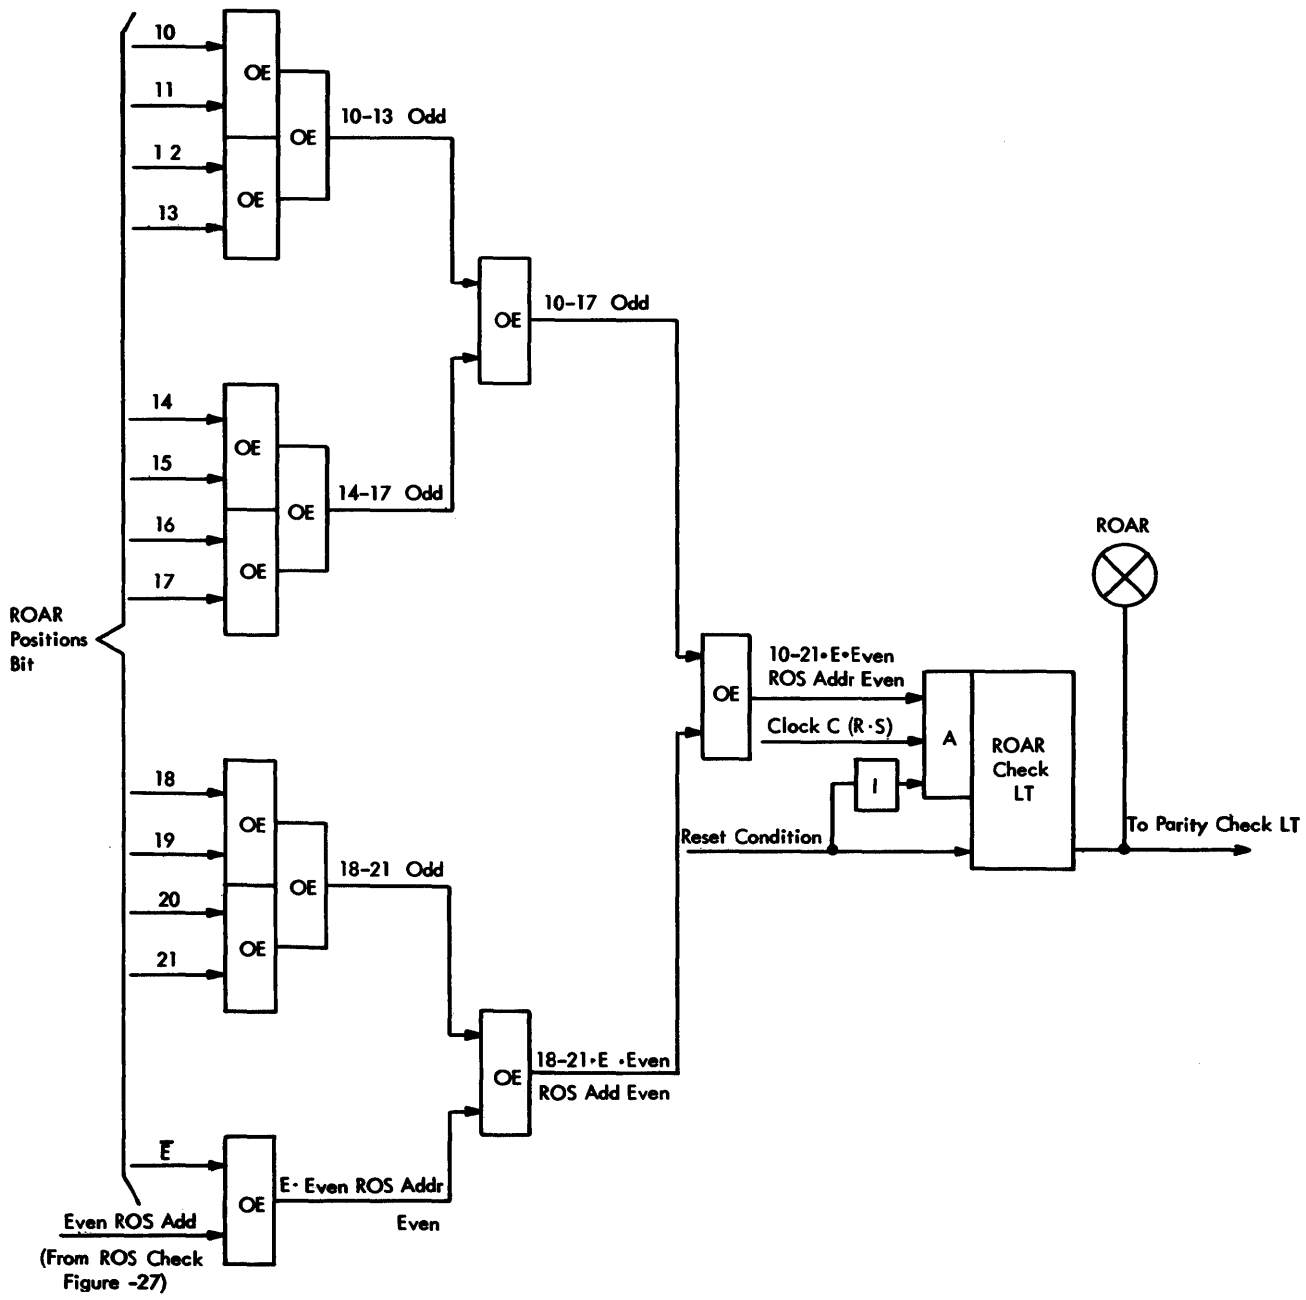 10
OE
11
10-13 Odd
OE
1 2
OE
13
10-17 Odd
OE
14
OE
15
14-17 Odd
OE
16
OE
17
ROAR
Positions
Bit
ROAR
10-21•E•Even
ROS Addr Even
OE
Clock C (R·S)
A
ROAR
Check
LT
I
Reset Condition
To Parity Check LT
18
OE
19
18-21 Odd
OE
20
OE
21
18-21•E •Even
ROS Add Even
OE
E̅
E· Even ROS Addr
Even
OE
Even ROS Add
(From ROS Check
Figure -27)